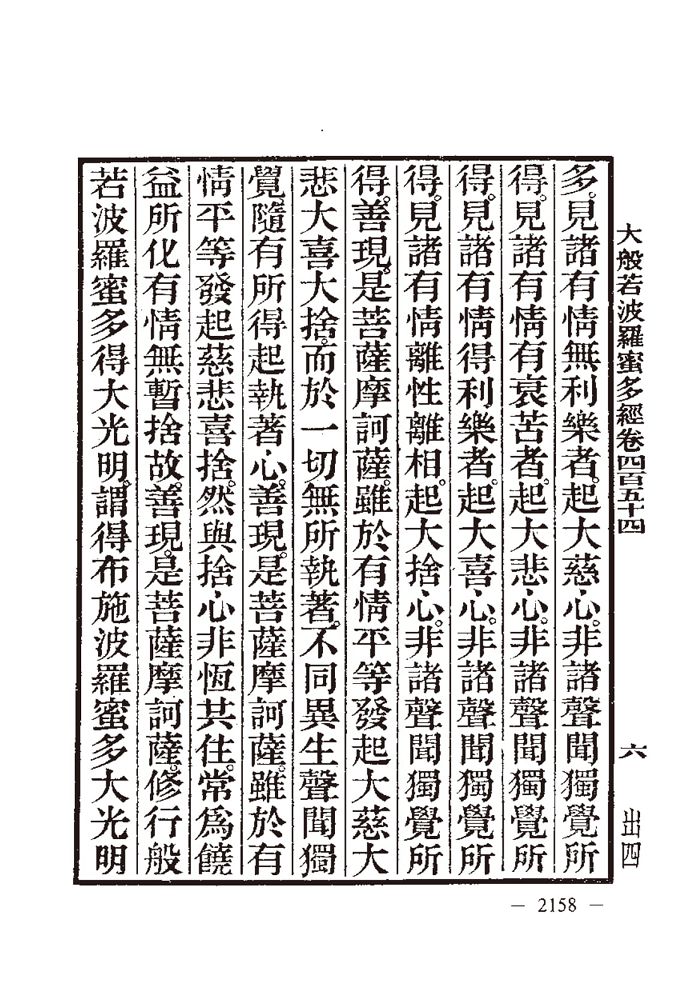 大般若波羅蜜多經卷四百五十四 六 出四
多。見諸有情無利樂者。起大慈心。非諸聲聞獨覺所
得。見諸有情有衰苦者。起大悲心。非諸聲聞獨覺所
得。見諸有情得利樂者。起大喜心。非諸聲聞獨覺所
得。見諸有情離性離相。起大捨心。非諸聲聞獨覺所
得。善現。是菩薩摩訶薩。雖於有情平等發起大慈大
悲大喜大捨。而於一切無所執著。不同異生聲聞獨
覺。隨有所得起執著心。善現。是菩薩摩訶薩。雖於有
情平等發起慈悲喜捨。然與捨心非恆共住。常為饒
益所化有情無暫捨故。善現。是菩薩摩訶薩。修行般
若波羅蜜多得大光明。謂得布施波羅蜜多大光明
— 2158 —